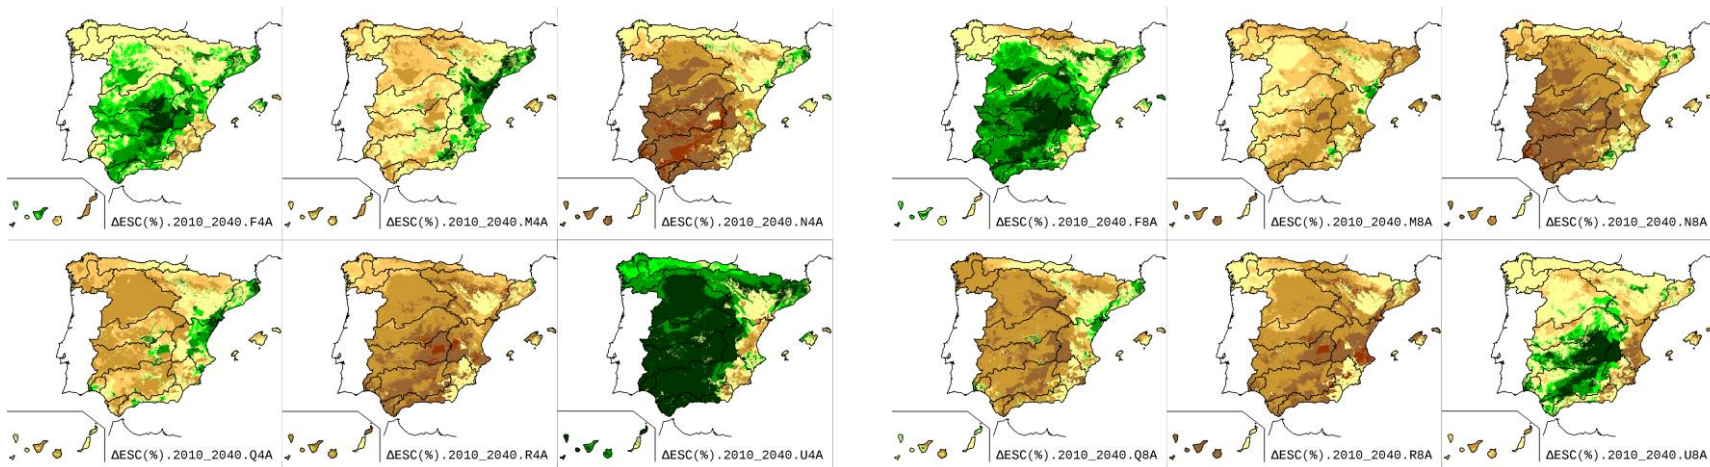 ΔESC(%).2010_2040.F4A
ΔESC(%).2010_2040.M4A
ΔESC(%).2010_2040.N4A
ΔESC(%).2010_2040.F8A
ΔESC(%).2010_2040.M8A
ΔESC(%).2010_2040.N8A
ΔESC(%).2010_2040.Q4A
ΔESC(%).2010_2040.R4A
ΔESC(%).2010_2040.U4A
ΔESC(%).2010_2040.Q8A
ΔESC(%).2010_2040.R8A
ΔESC(%).2010_2040.U8A